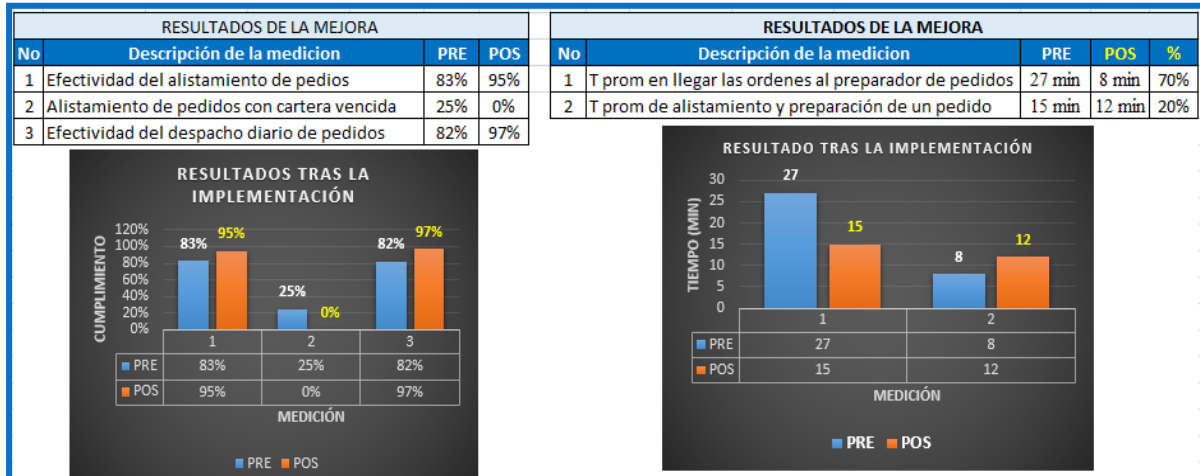 RESULTADOS DE LA MEJORA
No Descripción de la medicion PRE POS
1 Efectividad del alistamiento de pedios 83% 95%
2 Alistamiento de pedidos con cartera vencida 25% 0%
3 Efectividad del despacho diario de pedidos 82% 97%
RESULTADOS TRAS LA
IMPLEMENTACIÓN
CUMPLIMIENTO
120%
100%
80%
60%
40%
20%
0%
83% 95% 25% 0% 82% 97%
1 2 3
PRE 83% 25% 82%
POS 95% 0% 97%
MEDICIÓN
PRE POS
RESULTADOS DE LA MEJORA
No Descripción de la medicion PRE POS %
1 T prom en llegar las ordenes al preparador de pedidos 27 min 8 min 70%
2 T prom de alistamiento y preparación de un pedido 15 min 12 min 20%
RESULTADO TRAS LA IMPLEMENTACIÓN
TIEMPO (MIN)
30
25
20
15
10
5
0
27 15 8 12
1 2
PRE 27 8
POS 15 12
MEDICIÓN
PRE POS